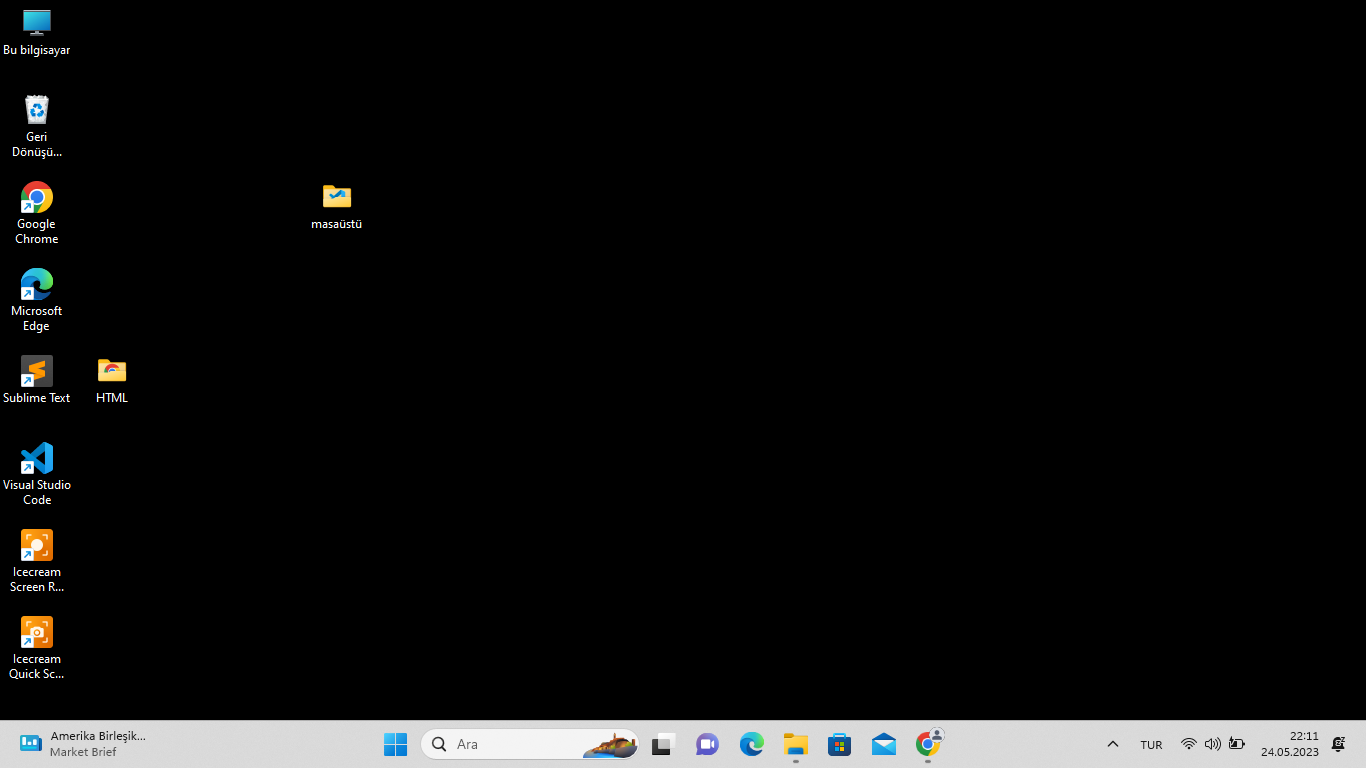 Bu bilgisayar
Geri
Dönüşü...
Google
Chrome
masaüstü
Microsoft
Edge
Sublime Text
HTML
Visual Studio
Code
Icecream
Screen R...
Icecream
Quick Sc...
Amerika Birleşik...
Market Brief
Ara
TUR
22:11
24.05.2023